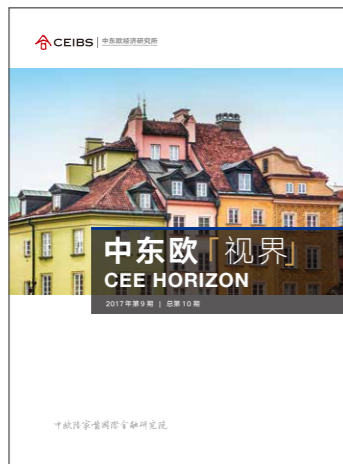 CEIBS | 中东欧经济研究所
中东欧「视界」
CEE HORIZON
2017年第9期 | 总第10期
中欧陆家嘴国际金融研究院